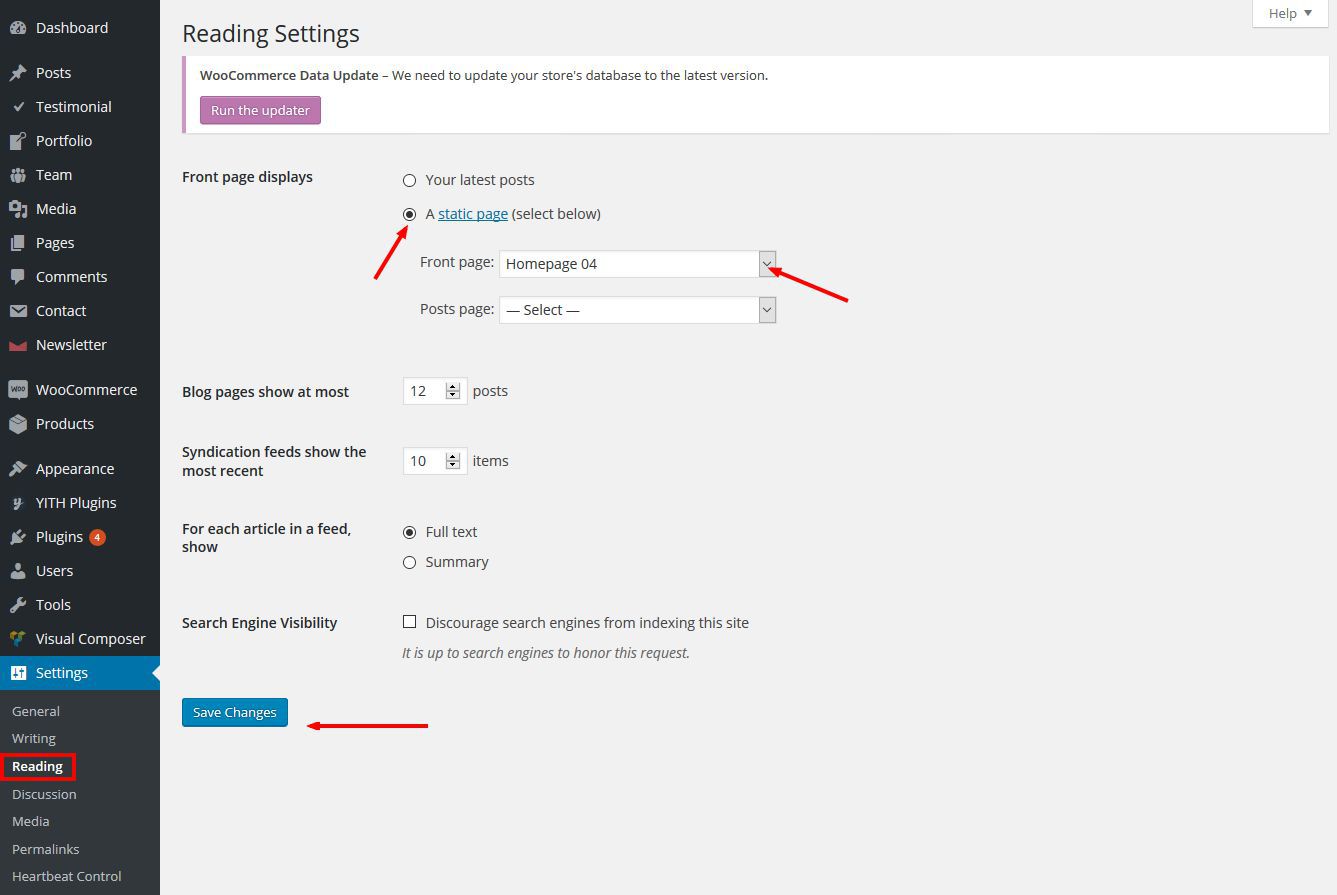 Dashboard
Posts
Testimonial
Portfolio
Team
Media
Pages
Comments
Contact
Newsletter
WooCommerce
Products
Appearance
YITH Plugins
Plugins 4
Users
Tools
Visual Composer
Settings
General
Writing
Reading
Discussion
Media
Permalinks
Heartbeat Control
Help
Reading Settings
WooCommerce Data Update – We need to update your store's database to the latest version.
Run the updater
Front page displays
Your latest posts
A static page (select below)
Front page: Homepage 04
Posts page: — Select —
Blog pages show at most 12 posts
Syndication feeds show the
most recent
10 items
For each article in a feed,
show
Full text
Summary
Search Engine Visibility
Discourage search engines from indexing this site
It is up to search engines to honor this request.
Save Changes